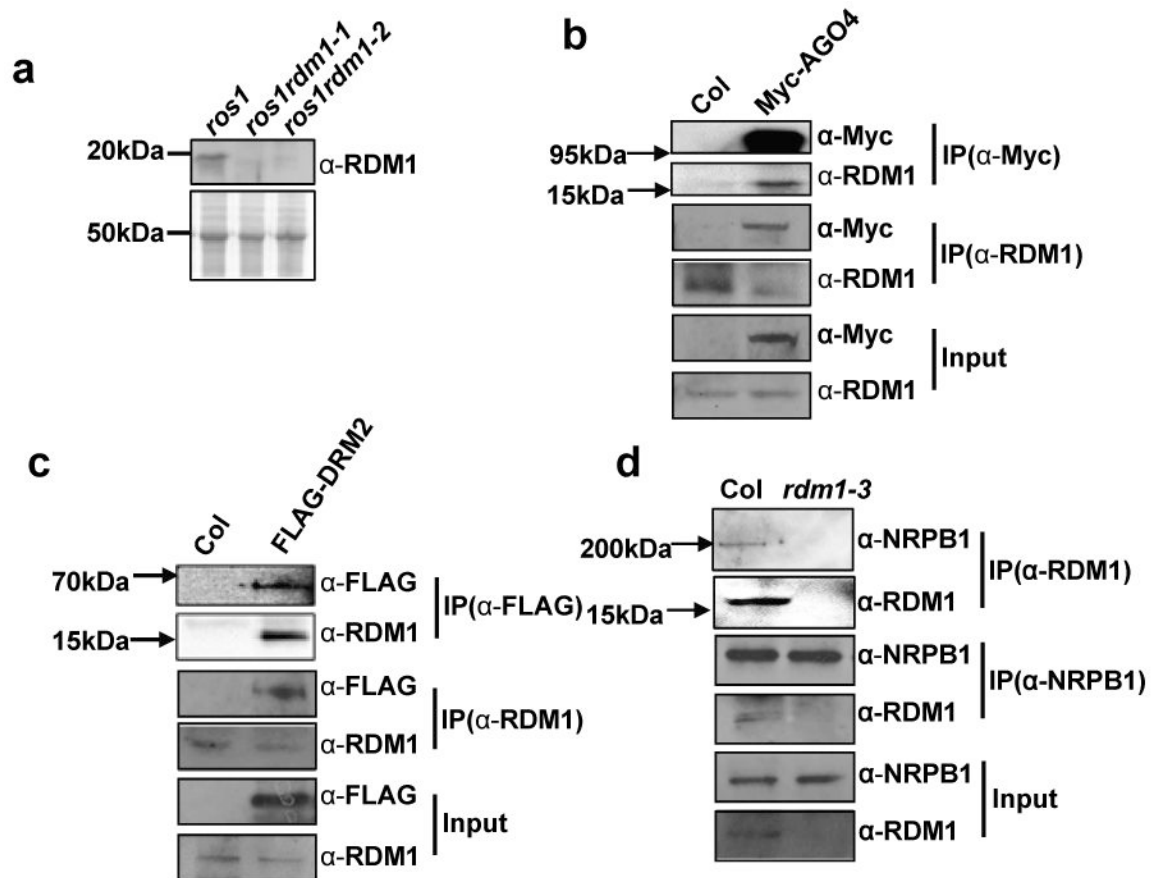 a
ros1
ros1rdm1-1
ros1rdm1-2
20kDa
α-RDM1
50kDa
b
Col
Myc-AGO4
α-Myc
95kDa
IP(α-Myc)
α-RDM1
15kDa
α-Myc
IP(α-RDM1)
α-RDM1
α-Myc
Input
α-RDM1
c
Col
FLAG-DRM2
70kDa
α-FLAG
IP(α-FLAG)
15kDa
α-RDM1
α-FLAG
IP(α-RDM1)
α-RDM1
α-FLAG
Input
α-RDM1
d
Col rdm1-3
200kDa
α-NRPB1
IP(α-RDM1)
α-RDM1
15kDa
α-NRPB1
IP(α-NRPB1)
α-RDM1
α-NRPB1
Input
α-RDM1